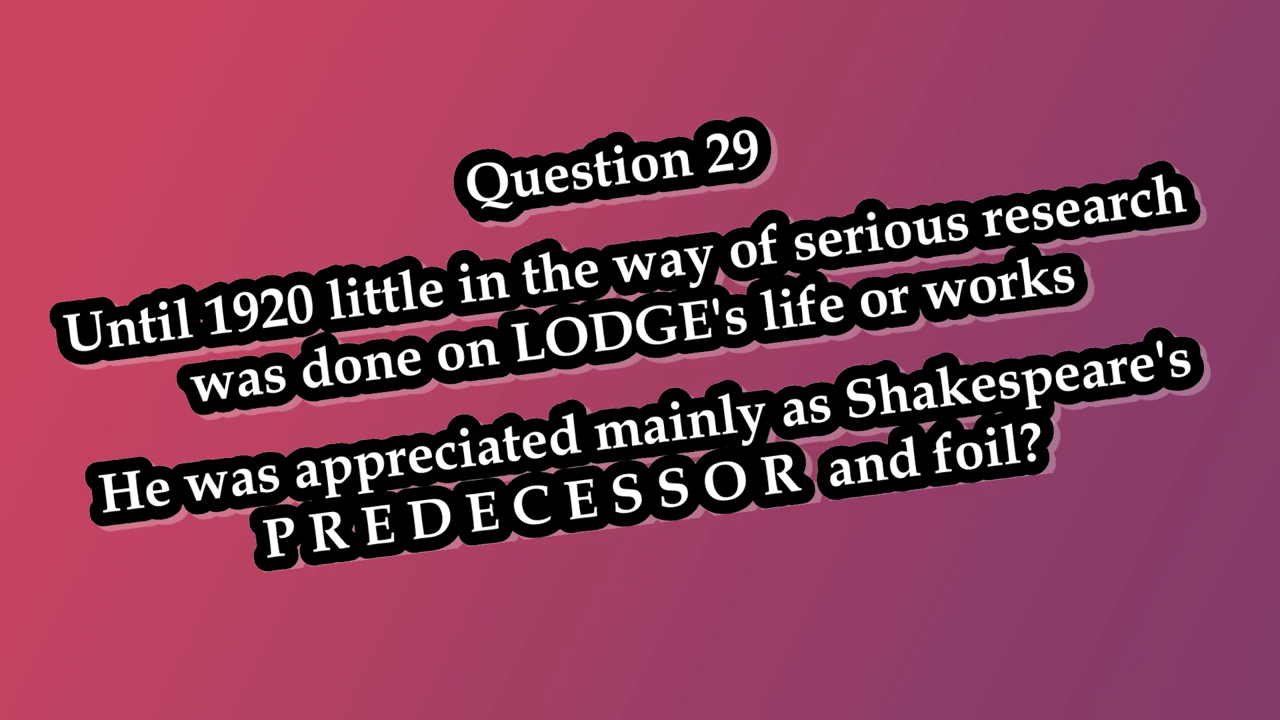 Question 29
Until 1920 little in the way of serious research
was done on LODGE's life or works
He was appreciated mainly as Shakespeare's
P R E D E C E S S O R and foil?